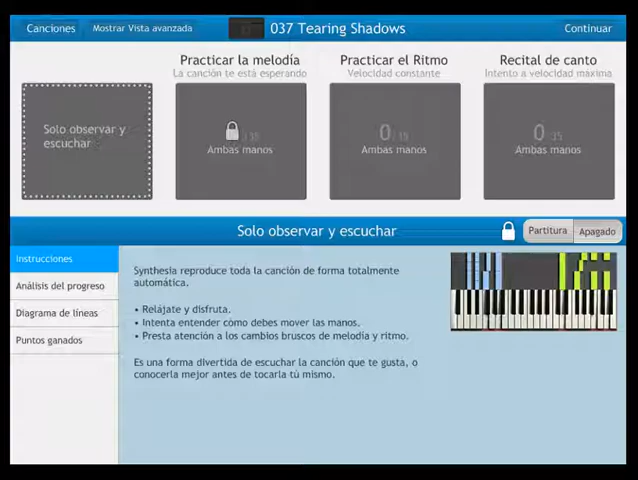 Canciones Mostrar Vista avanzada 037 Tearing Shadows Continuar
Practicar la melodía Practicar el Ritmo Recital de canto
La canción te está esperando Velocidad constante Intento a velocidad maxima
Solo observar y
escuchar
0 0
Ambas manos Ambas manos Ambas manos
Solo observar y escuchar Partitura Apagado
Instrucciones
Análisis del progreso
Diagrama de líneas
Puntos ganados
Synthesia reproduce toda la canción de forma totalmente
automática.
• Relájate y disfruta.
• Intenta entender cómo debes mover las manos.
• Presta atención a los cambios bruscos de melodía y ritmo.
Es una forma divertida de escuchar la canción que te gusta, o
conocerla mejor antes de tocarla tú mismo.